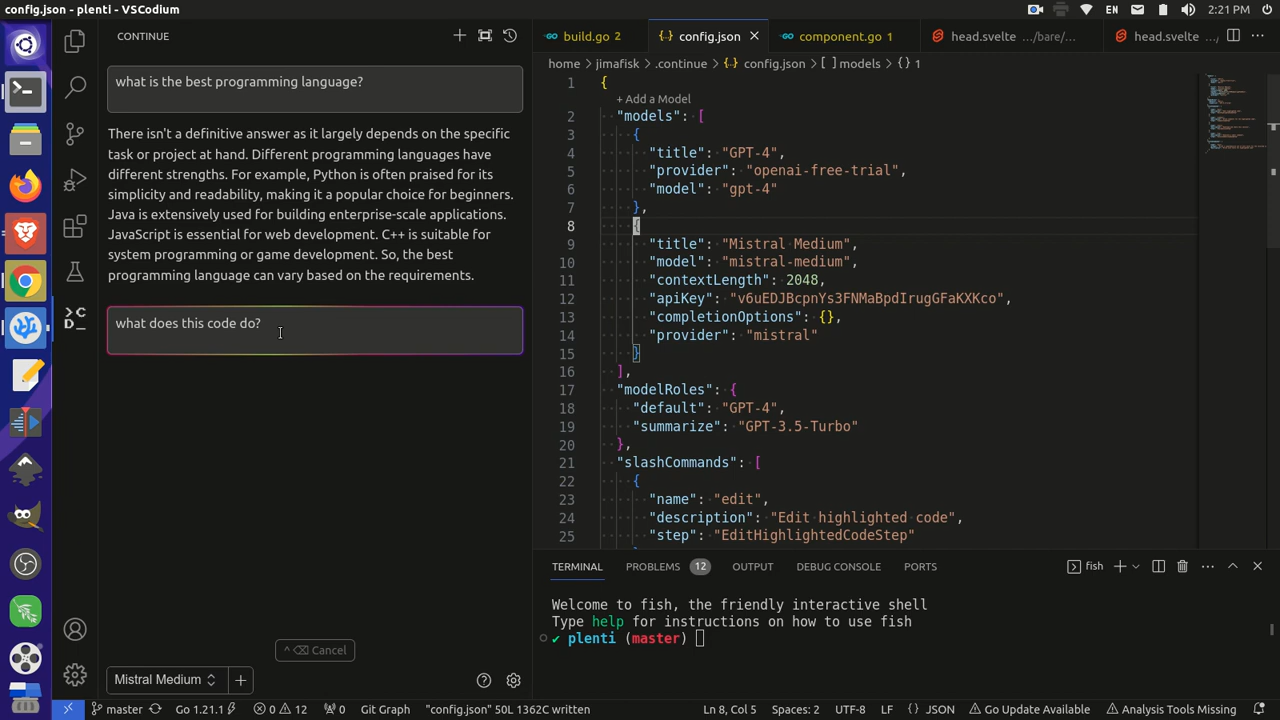 config.json - plenti - VSCodium
EN
2:21 PM
CONTINUE
what is the best programming language?
There isn't a definitive answer as it largely depends on the specific
task or project at hand. Different programming languages have
different strengths. For example, Python is often praised for its
simplicity and readability, making it a popular choice for beginners.
Java is extensively used for building enterprise-scale applications.
JavaScript is essential for web development. C++ is suitable for
system programming or game development. So, the best
programming language can vary based on the requirements.
what does this code do?
^ ⌫ Cancel
Mistral Medium
build.go 2
config.json
component.go 1
head.svelte .../bare/...
head.svelte ...
home > jimafisk > .continue > {} config.json > [ ] models > {} 1
1 {
+ Add a Model
2 "models": [
3 {
4 "title": "GPT-4",
5 "provider": "openai-free-trial",
6 "model": "gpt-4"
7 },
8 {
9 "title": "Mistral Medium",
10 "model": "mistral-medium",
11 "contextLength": 2048,
12 "apiKey": "v6uEDJBcpnYs3FNMaBpdIrugGFaKXKco",
13 "completionOptions": {},
14 "provider": "mistral"
15 }
16 ],
17 "modelRoles": {
18 "default": "GPT-4",
19 "summarize": "GPT-3.5-Turbo"
20 },
21 "slashCommands": [
22 {
23 "name": "edit",
24 "description": "Edit highlighted code",
25 "step": "EditHighlightedCodeStep"
TERMINAL PROBLEMS 12 OUTPUT DEBUG CONSOLE PORTS
fish
Welcome to fish, the friendly interactive shell
Type help for instructions on how to use fish
✔ plenti (master)
master Go 1.21.1 0 12 0 Git Graph "config.json" 50L 1362C written Ln 8, Col 5 Spaces: 2 UTF-8 LF {} JSON Go Update Available Analysis Tools Missing